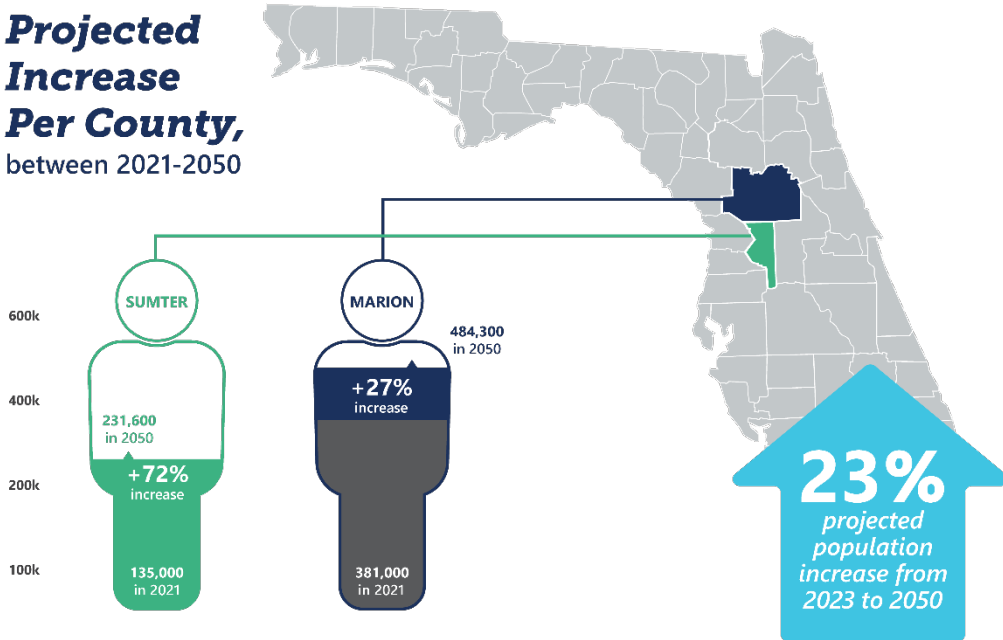 Projected
Increase
Per County,
between 2021-2050
SUMTER
MARION
600k
400k
200k
100k
484,300
in 2050
+27%
increase
231,600
in 2050
+72%
increase
135,000
in 2021
381,000
in 2021
23%
projected
population
increase from
2023 to 2050